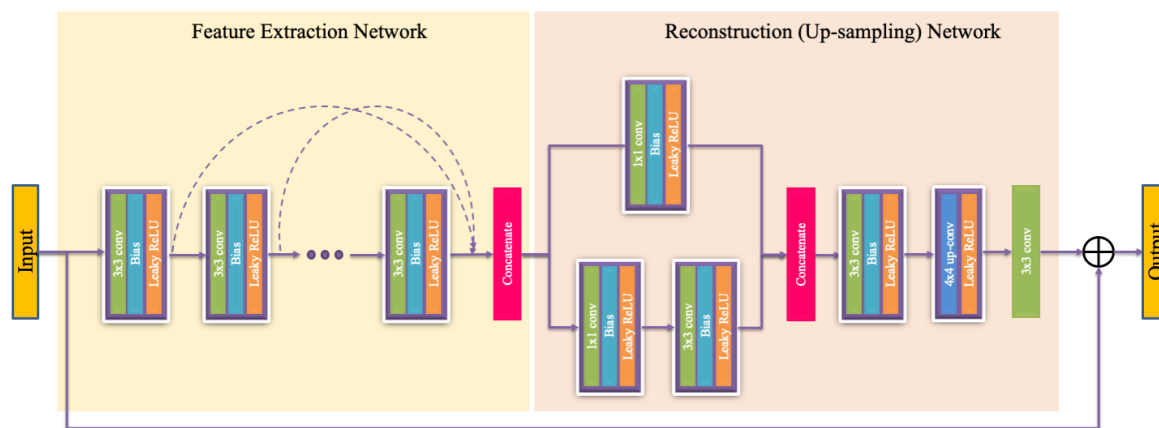 Feature Extraction Network
Reconstruction (Up-sampling) Network
Input
3x3 conv
Bias
Leaky ReLU
3x3 conv
Bias
Leaky ReLU
3x3 conv
Bias
Leaky ReLU
Concatenate
1x1 conv
Bias
Leaky ReLU
1x1 conv
Bias
Leaky ReLU
3x3 conv
Bias
Leaky ReLU
Concatenate
3x3 conv
Bias
Leaky ReLU
4x4 up-conv
Leaky ReLU
3x3 conv
Output